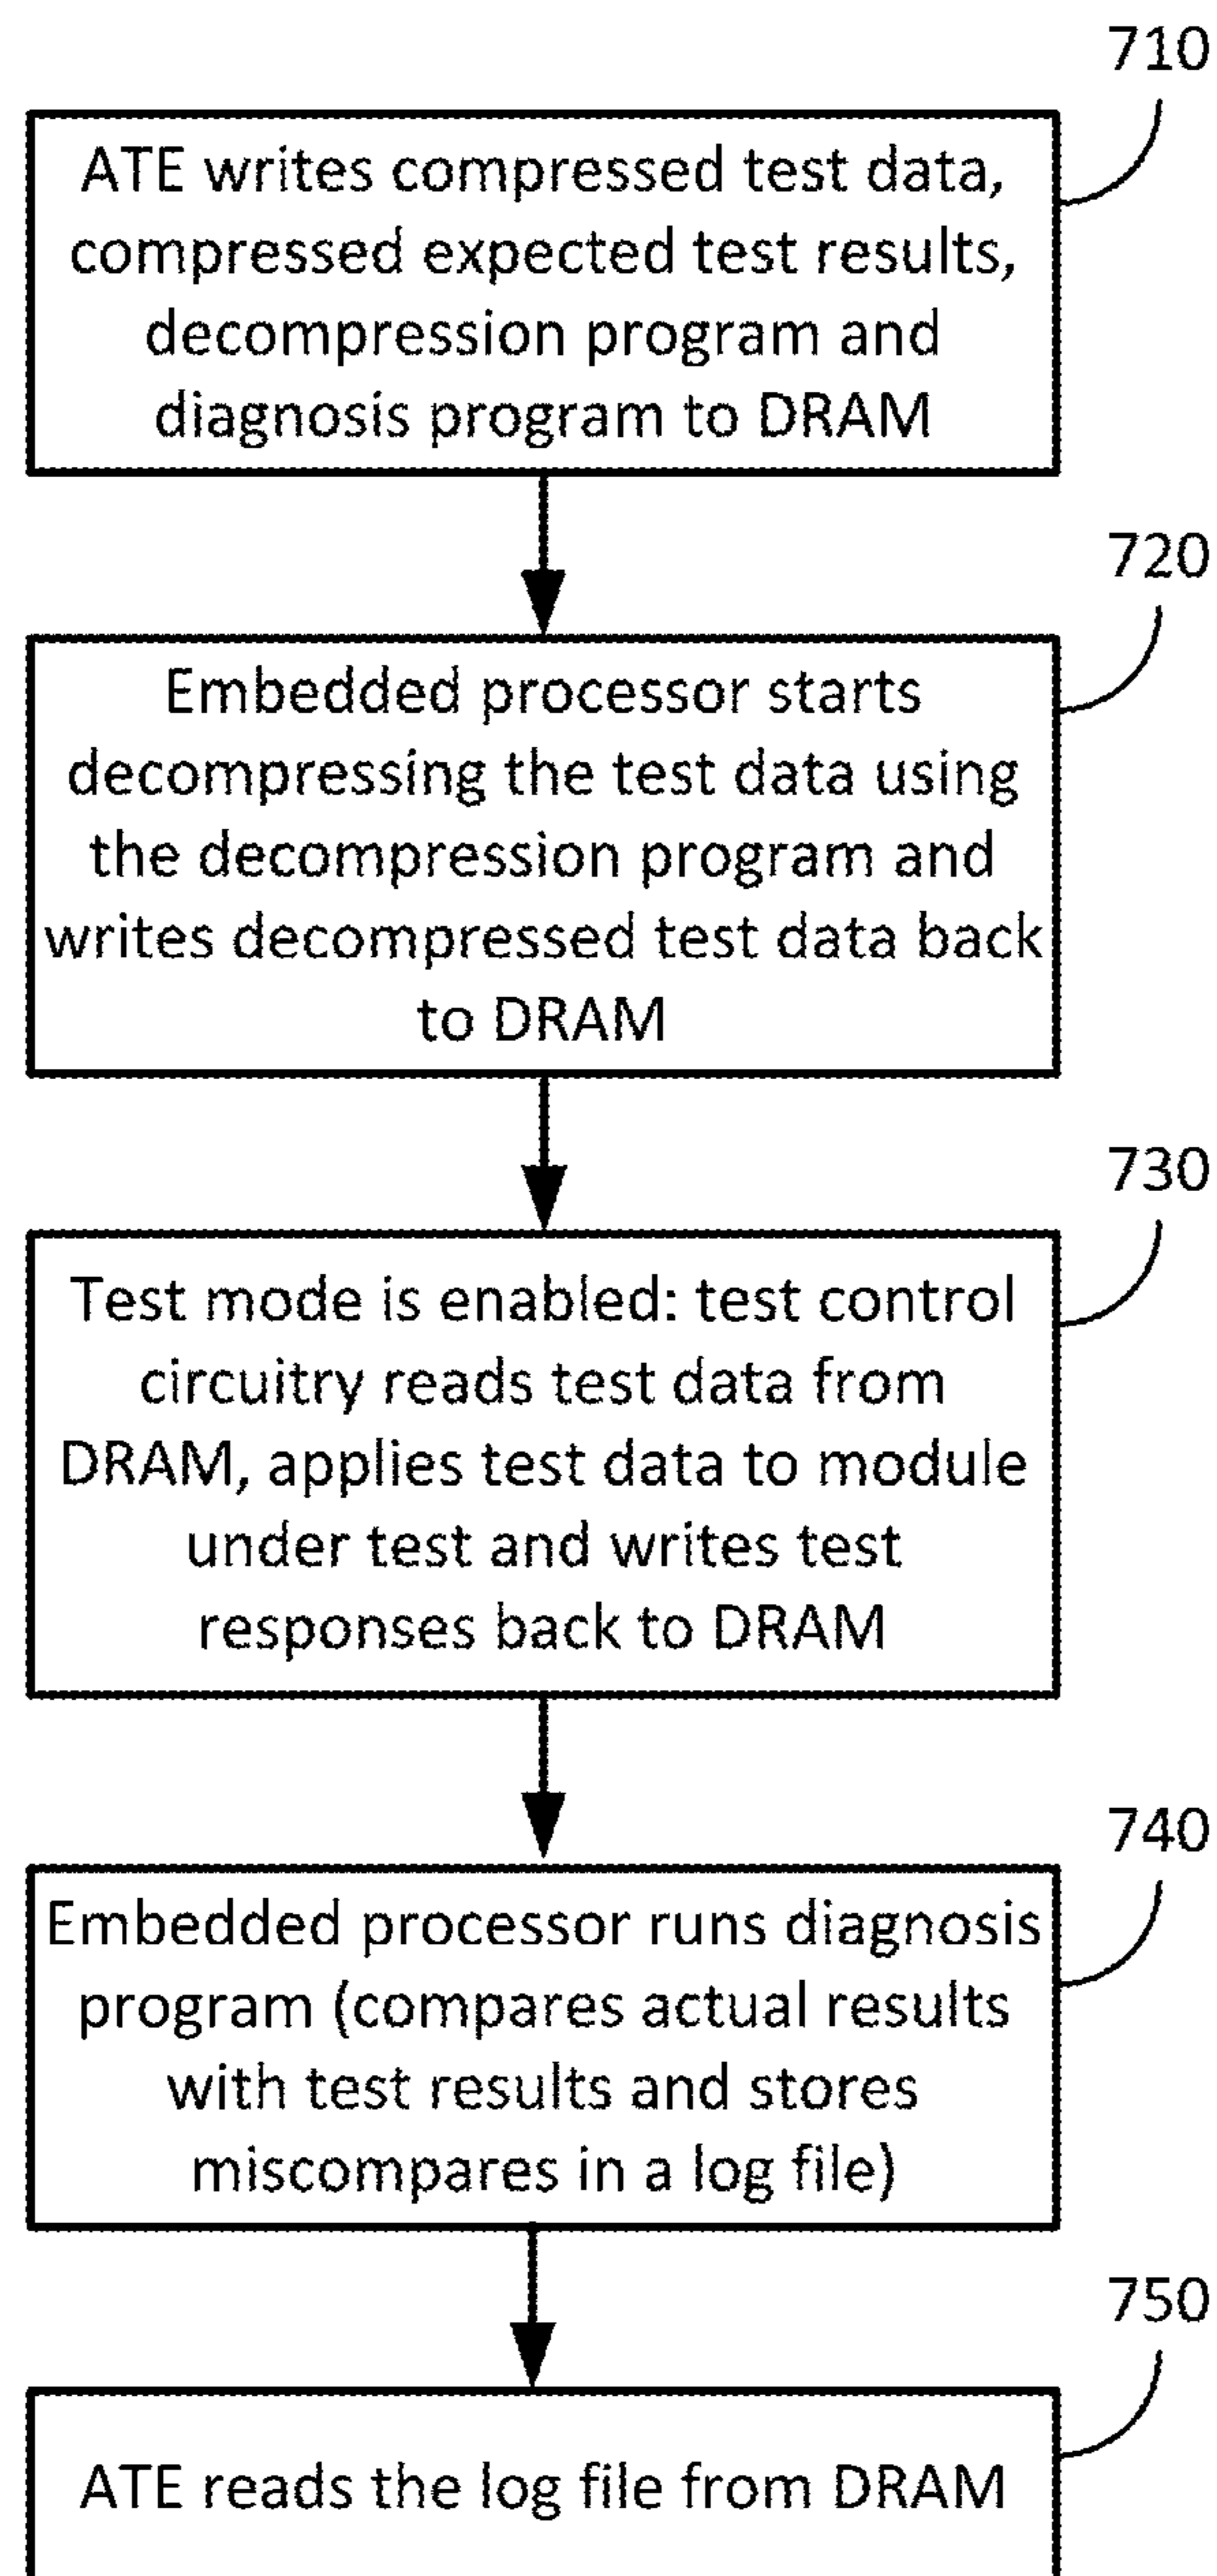 710
ATE writes compressed test data,
compressed expected test results,
decompression program and
diagnosis program to DRAM
720
Embedded processor starts
decompressing the test data using
the decompression program and
writes decompressed test data back
to DRAM
730
Test mode is enabled: test control
circuitry reads test data from
DRAM, applies test data to module
under test and writes test
responses back to DRAM
740
Embedded processor runs diagnosis
program (compares actual results
with test results and stores
miscompares in a log file)
750
ATE reads the log file from DRAM